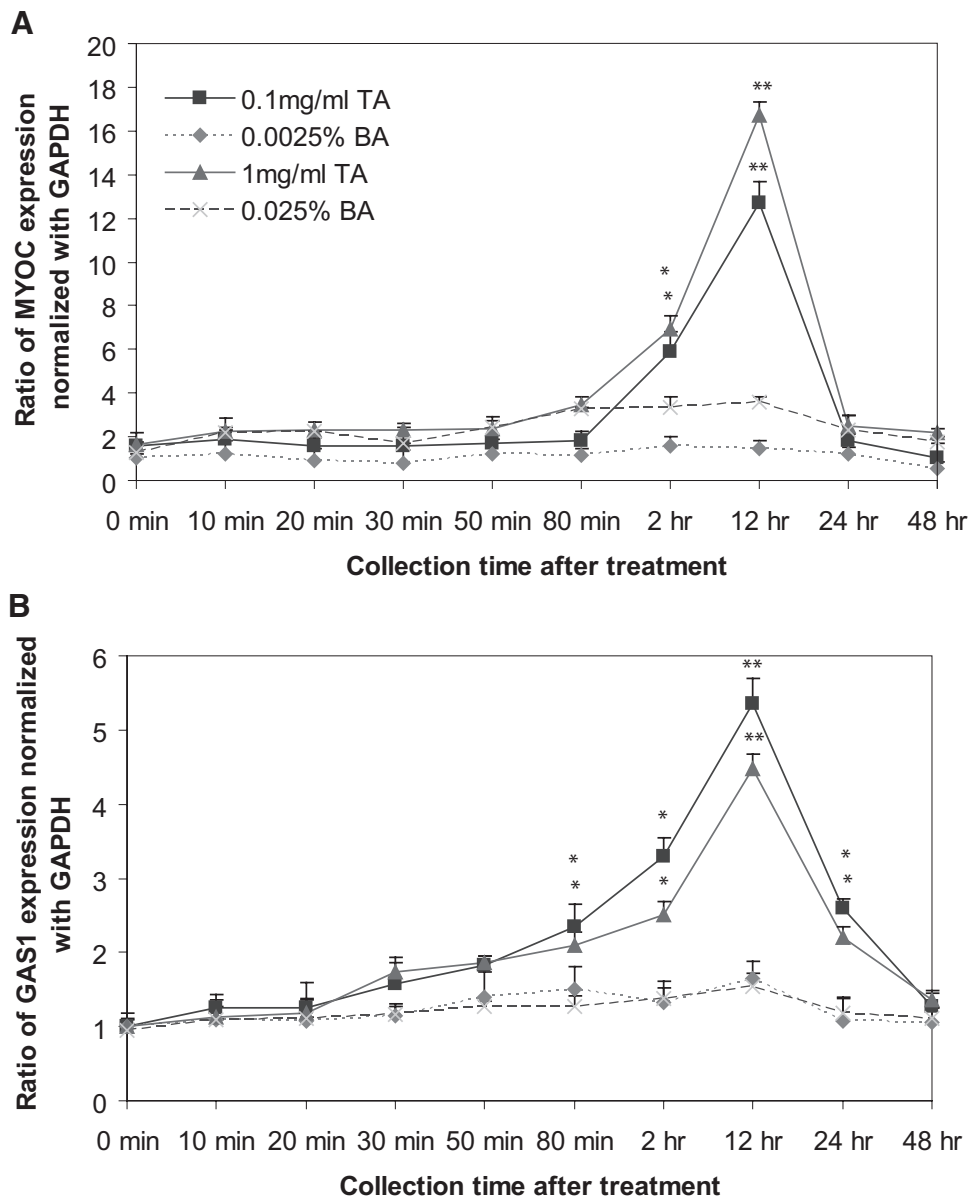 A
Ratio of MYOC expression
normalized with GAPDH
20
18
16
14
12
10
8
6
4
2
0
0.1mg/ml TA
0.0025% BA
1mg/ml TA
0.025% BA
**
**
*
*
0 min 10 min 20 min 30 min 50 min 80 min 2 hr 12 hr 24 hr 48 hr
Collection time after treatment
B
Ratio of GAS1 expression normalized
with GAPDH
6
5
4
3
2
1
0
**
**
*
*
*
*
*
*
0 min 10 min 20 min 30 min 50 min 80 min 2 hr 12 hr 24 hr 48 hr
Collection time after treatment